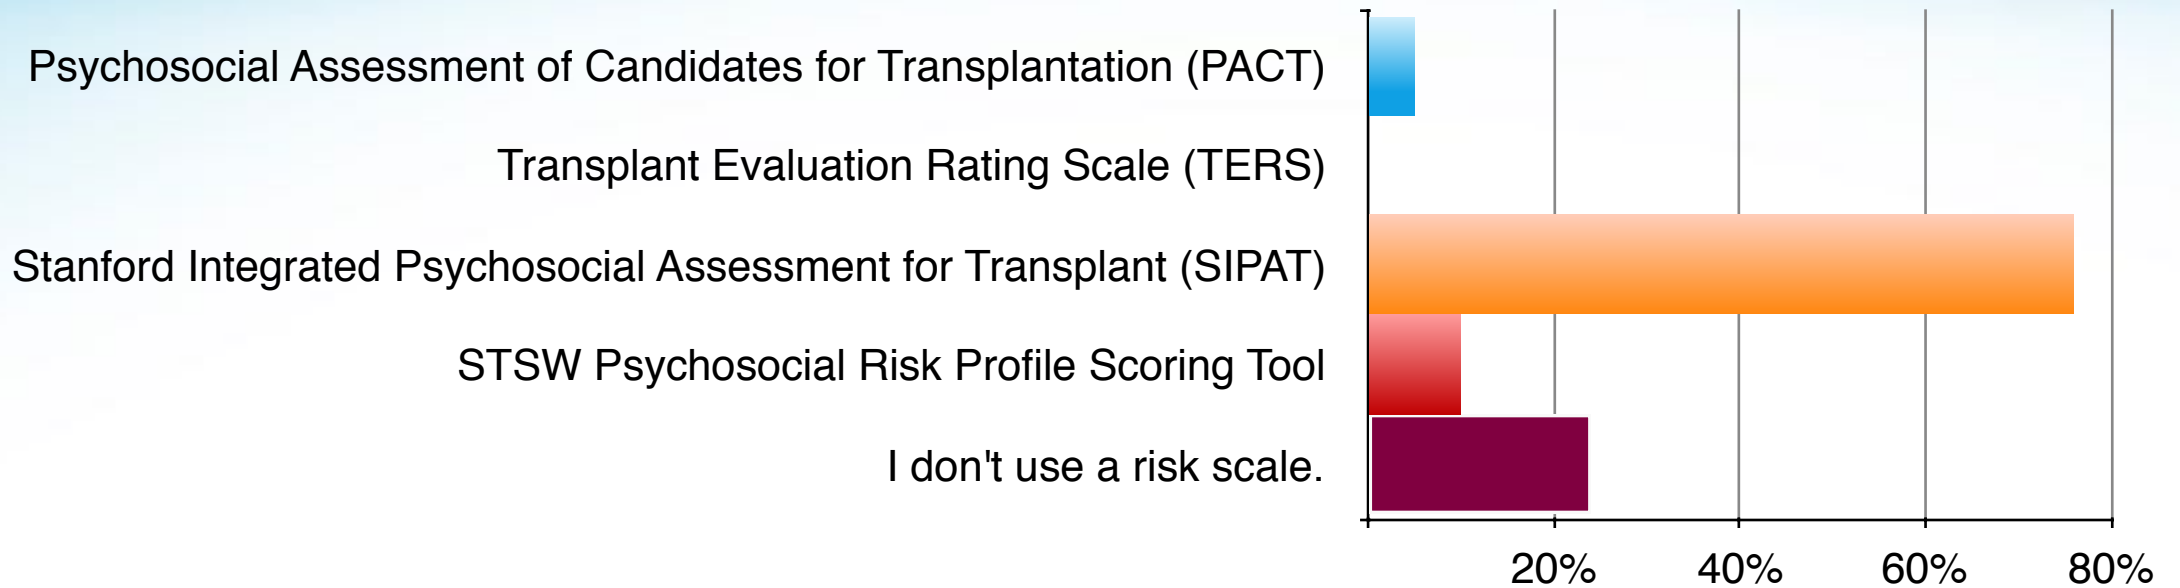 Psychosocial Assessment of Candidates for Transplantation (PACT)
Transplant Evaluation Rating Scale (TERS)
Stanford Integrated Psychosocial Assessment for Transplant (SIPAT)
STSW Psychosocial Risk Profile Scoring Tool
I don't use a risk scale.
20% 40% 60% 80%